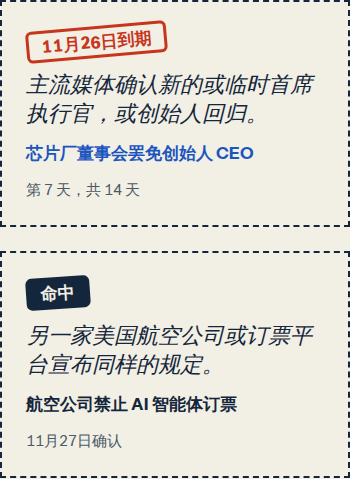 11月26日到期
主流媒体确认新的或临时首席
执行官，或创始人回归。
芯片厂董事会罢免创始人 CEO
第 7 天，共 14 天
命中
另一家美国航空公司或订票平
台宣布同样的规定。
航空公司禁止 AI 智能体订票
11月27日确认